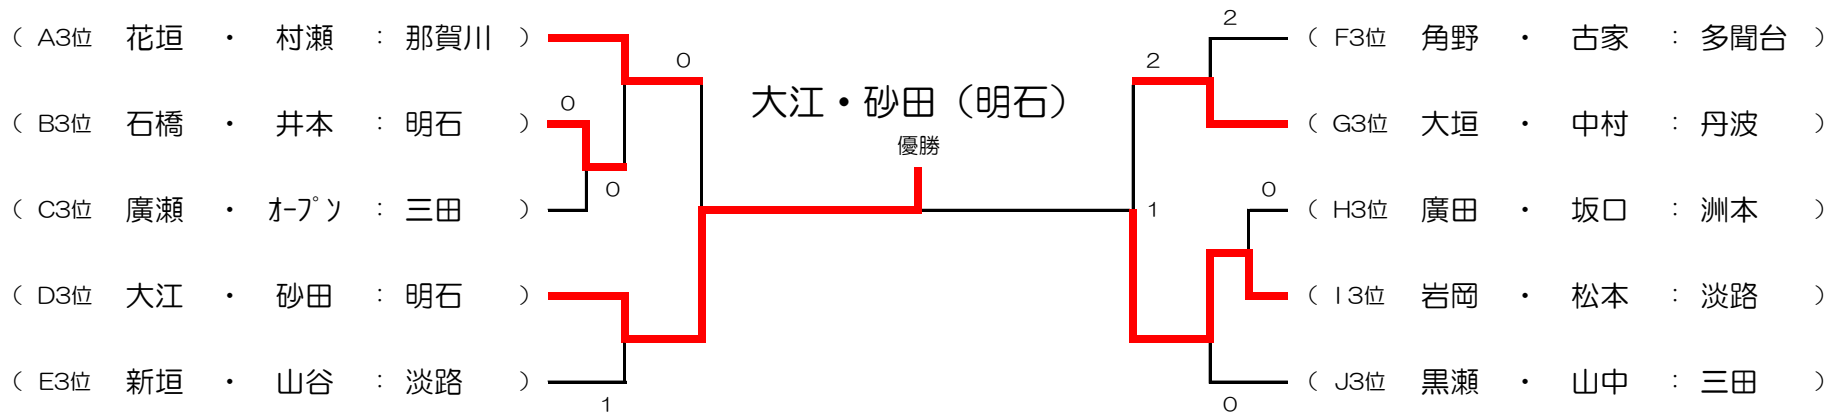 ( A3位 花垣 ・ 村瀬 : 那賀川 )
0
0
( B3位 石橋 ・ 井本 : 明石 )
0
( C3位 廣瀬 ・ ｵｰﾌﾟﾝ : 三田 )
( D3位 大江 ・ 砂田 : 明石 )
( E3位 新垣 ・ 山谷 : 淡路 )
1
大江・砂田（明石）
優勝
2
( F3位 角野 ・ 古家 : 多聞台 )
2
( G3位 大垣 ・ 中村 : 丹波 )
0
1
( H3位 廣田 ・ 坂口 : 洲本 )
( I3位 岩岡 ・ 松本 : 淡路 )
( J3位 黒瀬 ・ 山中 : 三田 )
0